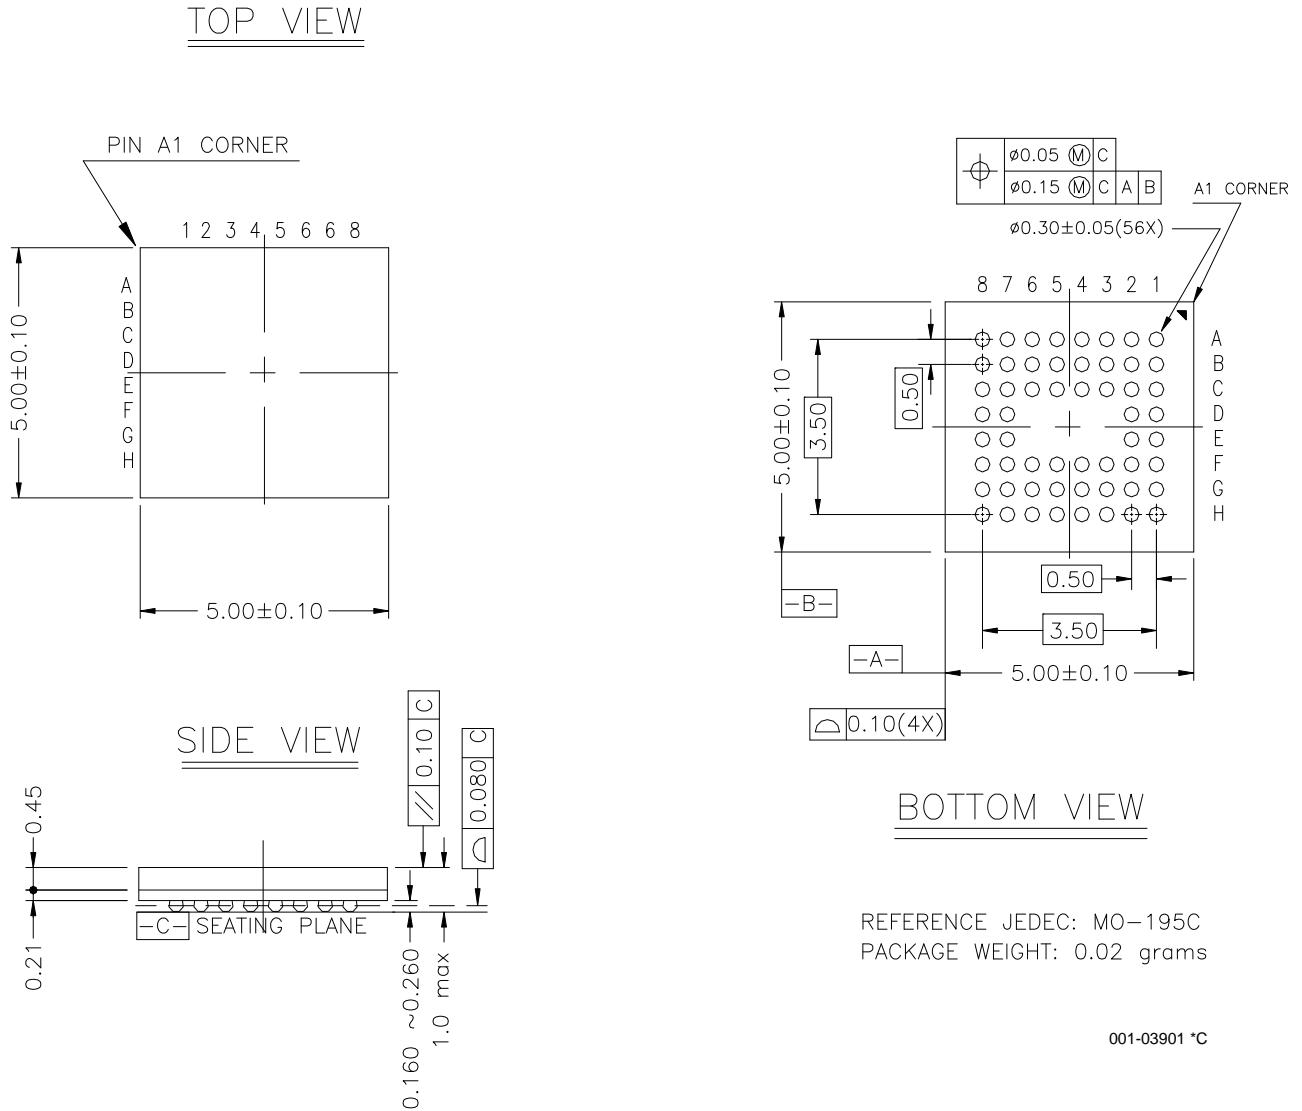 TOP VIEW
PIN A1 CORNER
1 2 3 4 5 6 6 8
A
B
C
D
E
F
G
H
5.00±0.10
5.00±0.10
ø0.05 Ⓜ C
ø0.15 Ⓜ C A B
A1 CORNER
ø0.30±0.05(56X)
8 7 6 5 4 3 2 1
A
B
C
D
E
F
G
H
0.50
3.50
5.00±0.10
0.50
-B-
3.50
-A-
5.00±0.10
0.10(4X)
BOTTOM VIEW
SIDE VIEW
// 0.10 C
0.080 C
0.45
0.21
-C- SEATING PLANE
0.160 ~0.260
1.0 max
REFERENCE JEDEC: MO-195C
PACKAGE WEIGHT: 0.02 grams
001-03901 *C